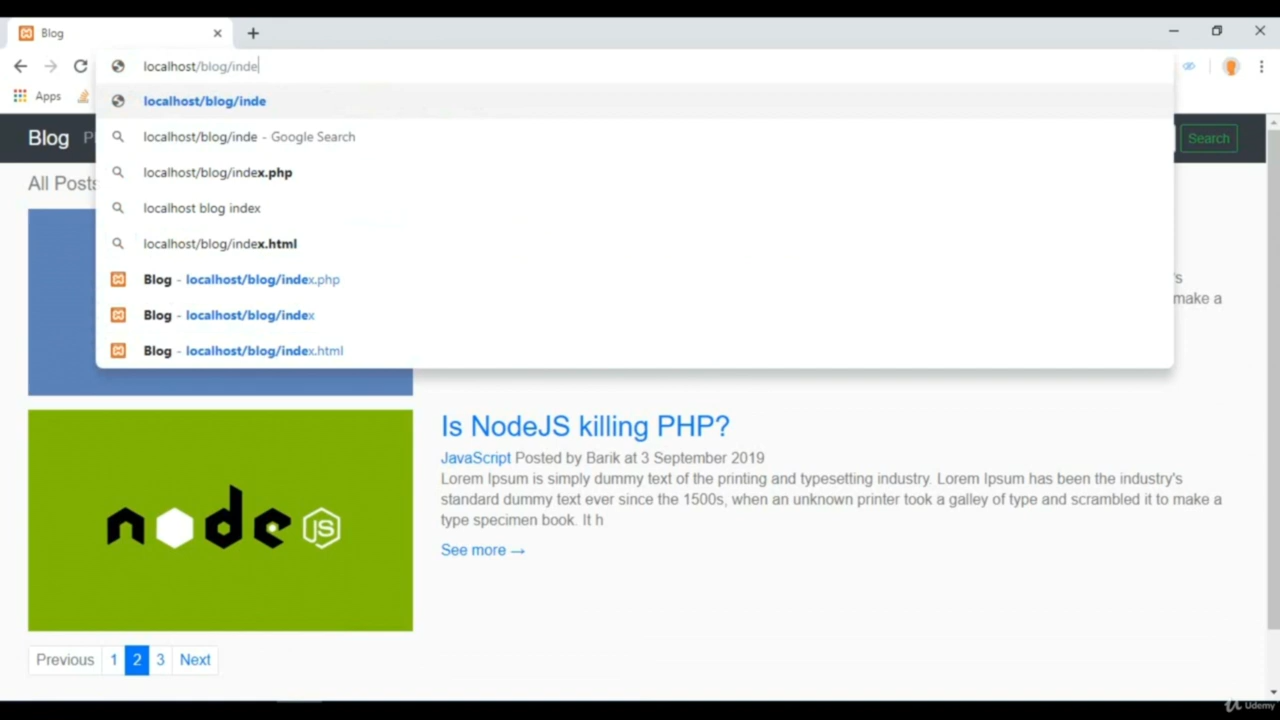 Blog
localhost/blog/inde
Apps
localhost/blog/inde
localhost/blog/inde - Google Search
localhost/blog/index.php
localhost blog index
localhost/blog/index.html
Blog - localhost/blog/index.php
Blog - localhost/blog/index
Blog - localhost/blog/index.html
Blog
Search
All Posts
's
make a
Is NodeJS killing PHP?
JavaScript Posted by Barik at 3 September 2019
Lorem Ipsum is simply dummy text of the printing and typesetting industry. Lorem Ipsum has been the industry's
standard dummy text ever since the 1500s, when an unknown printer took a galley of type and scrambled it to make a
type specimen book. It h
See more →
node JS
Previous 1 2 3 Next
Udemy